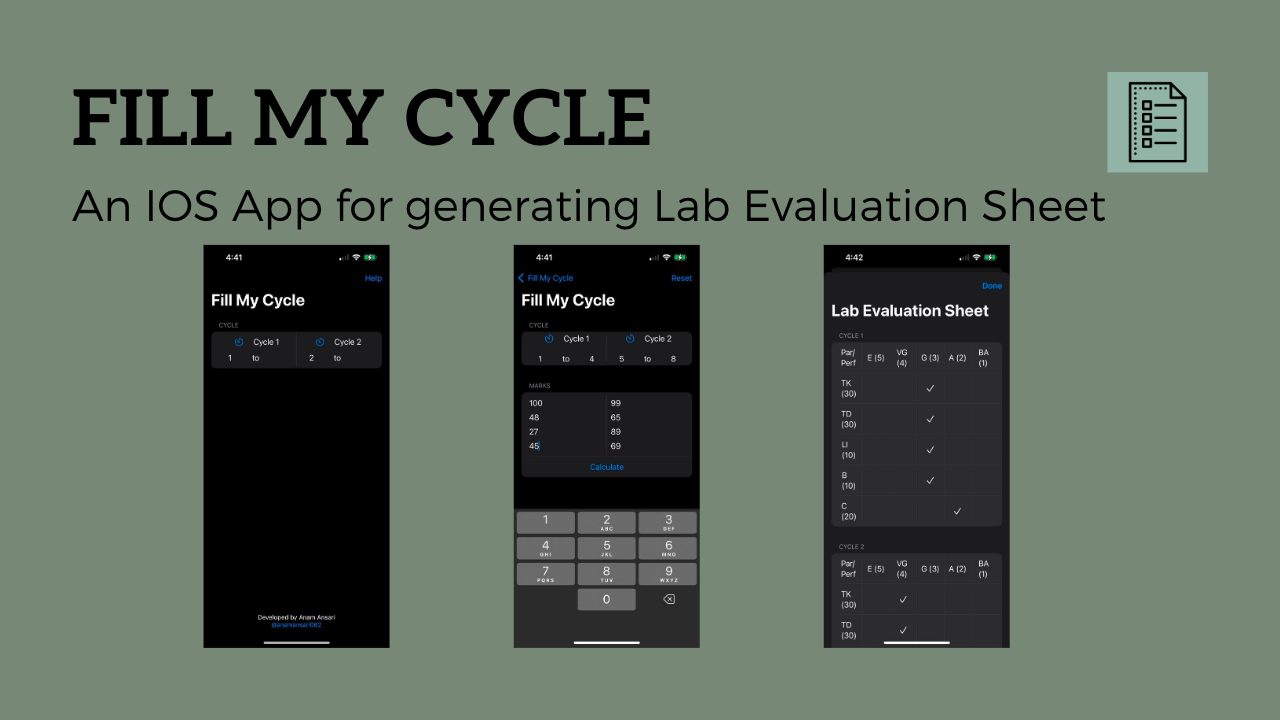 FILL MY CYCLE
An IOS App for generating Lab Evaluation Sheet
4:41
Help
Fill My Cycle
CYCLE
Cycle 1 Cycle 2
1 to 2 to
Developed by Anam Ansari
@anamansari062
4:41
Fill My Cycle Reset
Fill My Cycle
CYCLE
Cycle 1 Cycle 2
1 to 4 5 to 8
MARKS
100 99
48 65
27 89
45 69
Calculate
1 2 3
ABC DEF
4 5 6
GHI JKL MNO
7 8 9
PQRS TUV WXYZ
0
4:42
Done
Lab Evaluation Sheet
CYCLE 1
Par/ VG BA
E (5) G (3) A (2)
Perf (4) (1)
TK
(30)
TD
(30)
LI
(10)
B
(10)
C
(20)
CYCLE 2
Par/ VG BA
E (5) G (3) A (2)
Perf (4) (1)
TK
(30)
TD
(30)